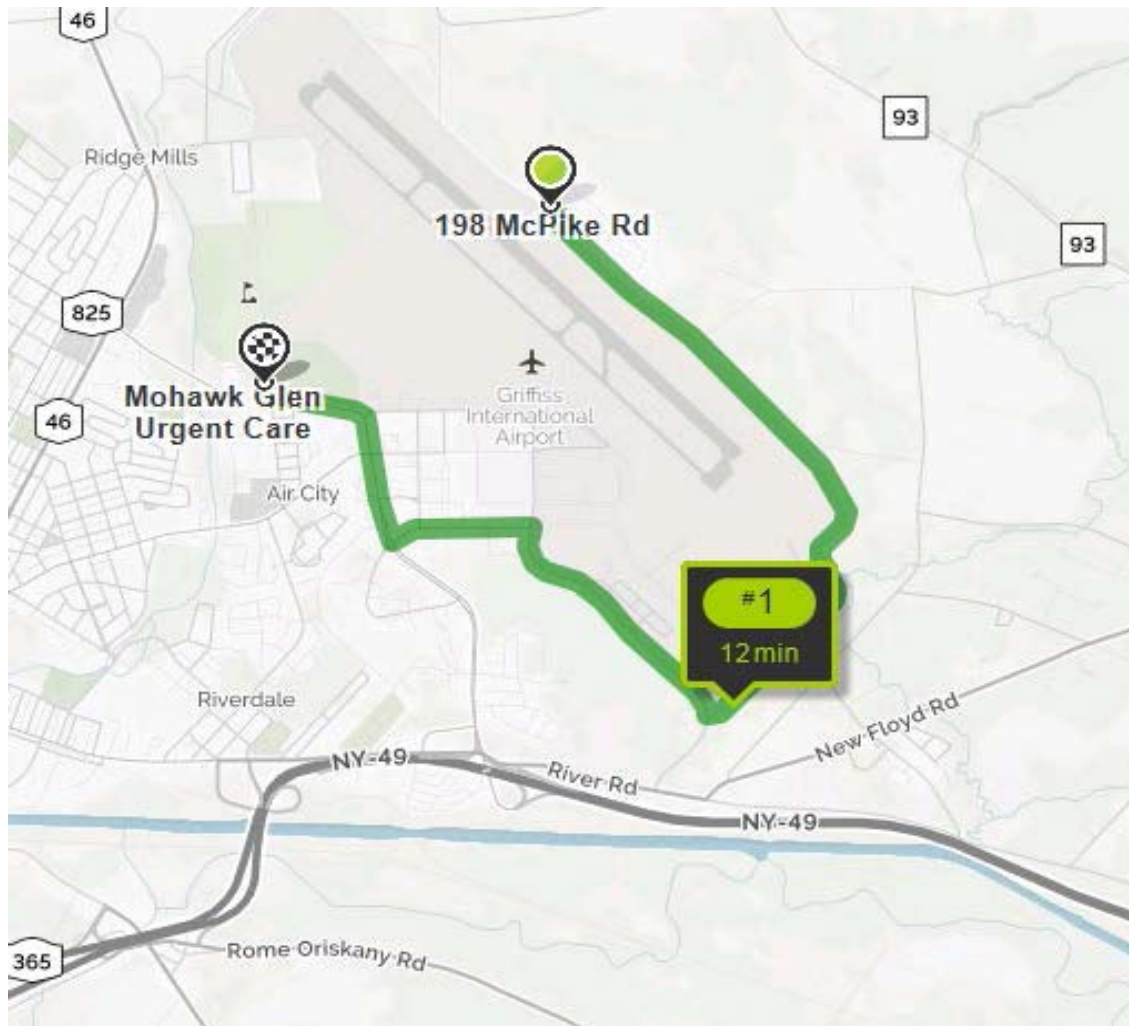 46
93
Ridge Mills
198 McPike Rd
93
825
Mohawk Glen
Urgent Care
Griffiss
International
Airport
46
Air City
#1
12 min
Riverdale
New Floyd Rd
NY-49
River Rd
NY-49
Rome Oriskany Rd
365